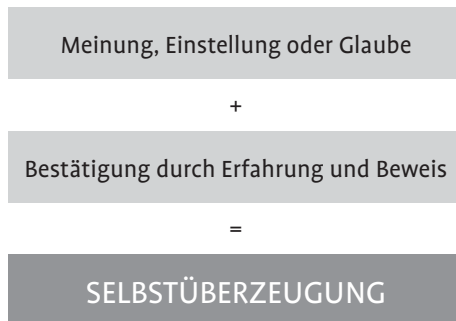 Meinung, Einstellung oder Glaube
+
Bestätigung durch Erfahrung und Beweis
=
SELBSTÜBERZEUGUNG